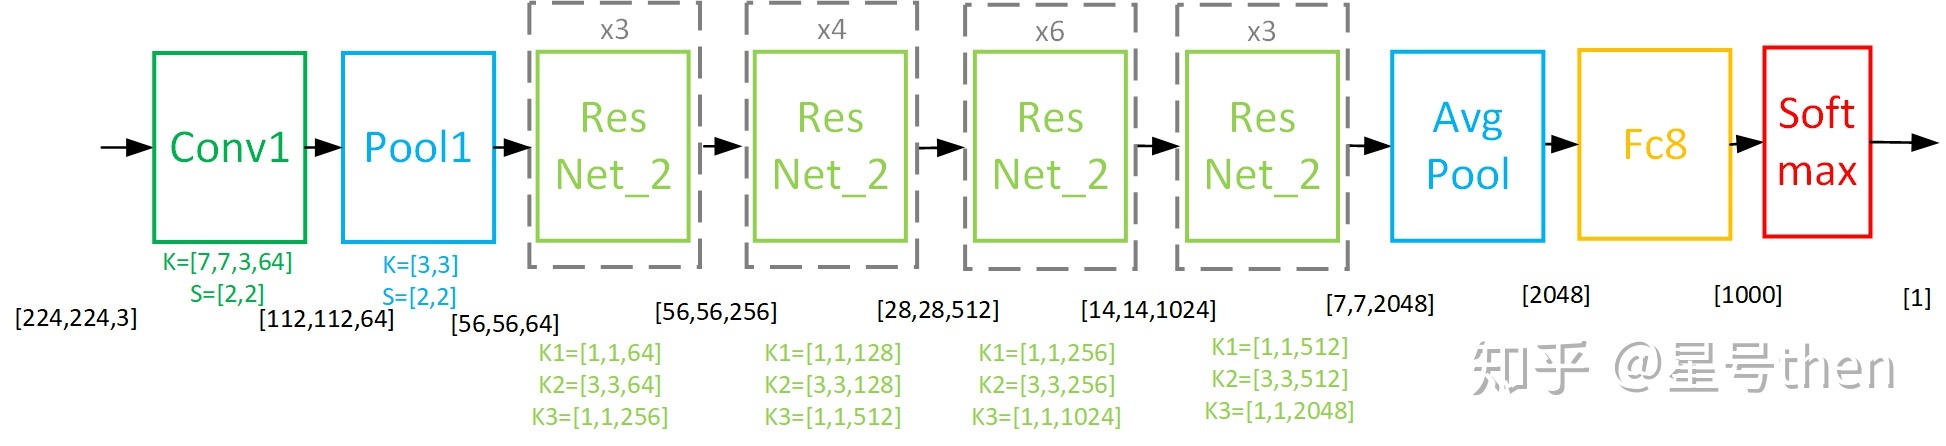 x3
x4
x6
x3
Conv1
Pool1
Res
Net_2
Res
Net_2
Res
Net_2
Res
Net_2
Avg
Pool
Fc8
Soft
max
K=[7,7,3,64]
S=[2,2]
K=[3,3]
S=[2,2]
[224,224,3]
[112,112,64]
[56,56,64]
[56,56,256]
[28,28,512]
[14,14,1024]
[7,7,2048]
[2048]
[1000]
[1]
K1=[1,1,64]
K2=[3,3,64]
K3=[1,1,256]
K1=[1,1,128]
K2=[3,3,128]
K3=[1,1,512]
K1=[1,1,256]
K2=[3,3,256]
K3=[1,1,1024]
K1=[1,1,512]
K2=[3,3,512]
K3=[1,1,2048]
知乎 @星号then